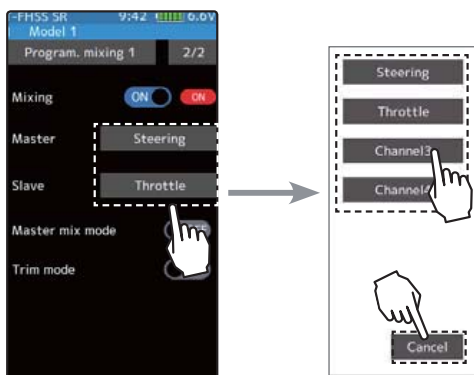 -FHSS SR 9:42 6.6V
Model 1
Program. mixing 1 2/2
Mixing ON ON
Master Steering
Slave Throttle
Master mix mode
Trim mode
Steering
Throttle
Channel3
Channel4
Cancel